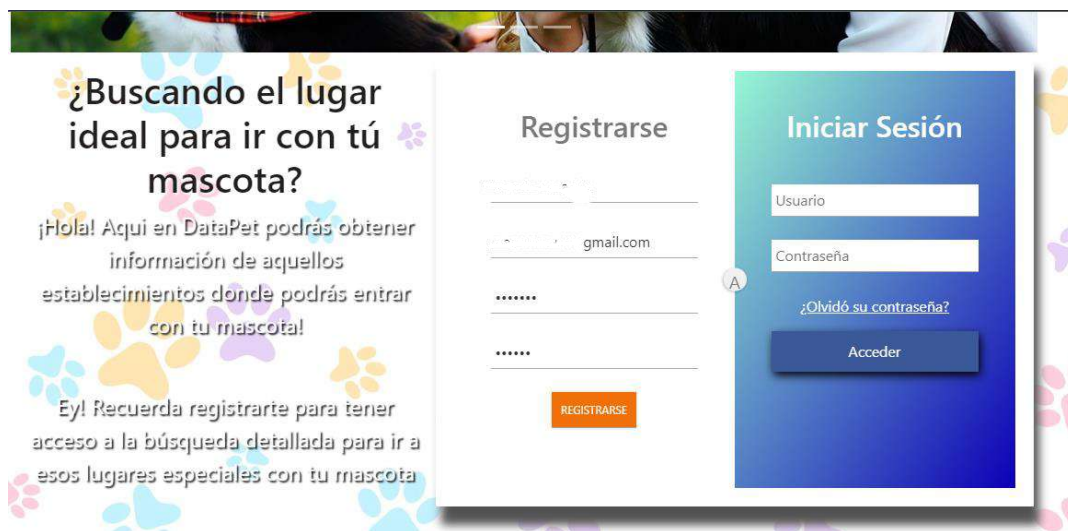 ¿Buscando el lugar
ideal para ir con tú
mascota?
¡Hola! Aqui en DataPet podrás obtener
información de aquellos
establecimientos donde podrás entrar
con tu mascota!
Ey! Recuerda registrarte para tener
acceso a la búsqueda detallada para ir a
esos lugares especiales con tu mascota
Registrarse
gmail.com
•••••••
••••••
REGISTRARSE
A
Iniciar Sesión
Usuario
Contraseña
¿Olvidó su contraseña?
Acceder